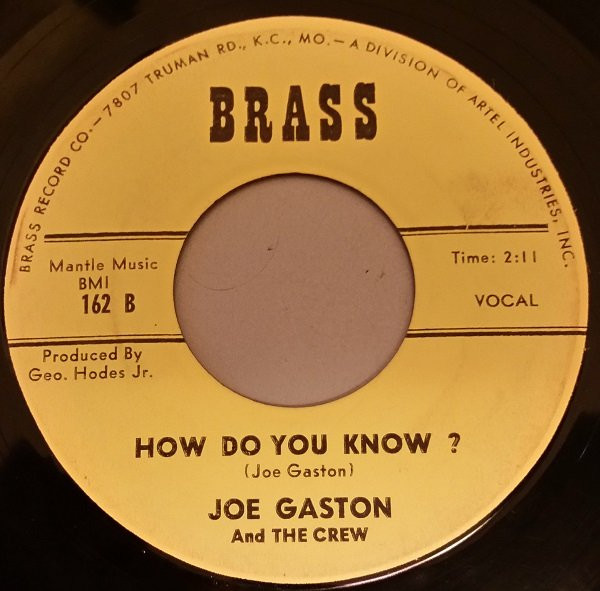 BRASS RECORD CO.—7807 TRUMAN RD., K.C., MO.—A DIVISION OF ARTEL INDUSTRIES, INC.
BRASS
Mantle Music
BMI
162 B
Time: 2:11
VOCAL
Produced By
Geo. Hodes Jr.
HOW DO YOU KNOW ?
(Joe Gaston)
JOE GASTON
And THE CREW